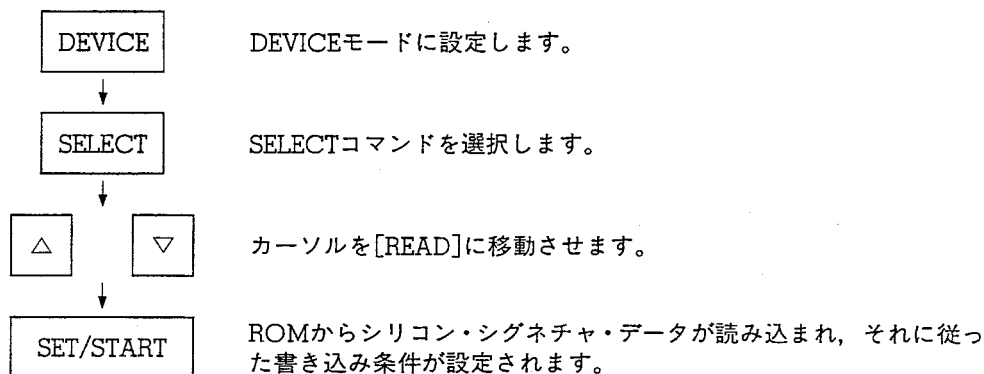 DEVICE DEVICEモードに設定します。
SELECT SELECTコマンドを選択します。
△ ▽ カーソルを[READ]に移動させます。
SET/START ROMからシリコン・シグネチャ・データが読み込まれ，それに従っ
た書き込み条件が設定されます。